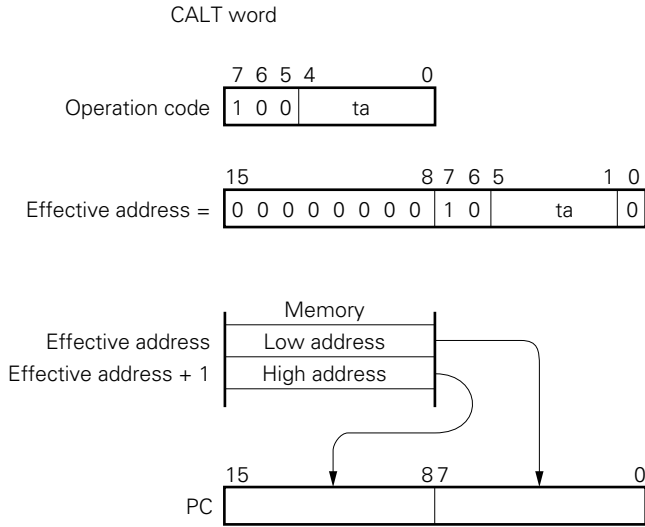 CALT word
7 6 5 4 0
Operation code 1 0 0 ta
15 8 7 6 5 1 0
Effective address = 0 0 0 0 0 0 0 0 1 0 ta 0
Memory
Effective address Low address
Effective address + 1 High address
15 8 7 0
PC